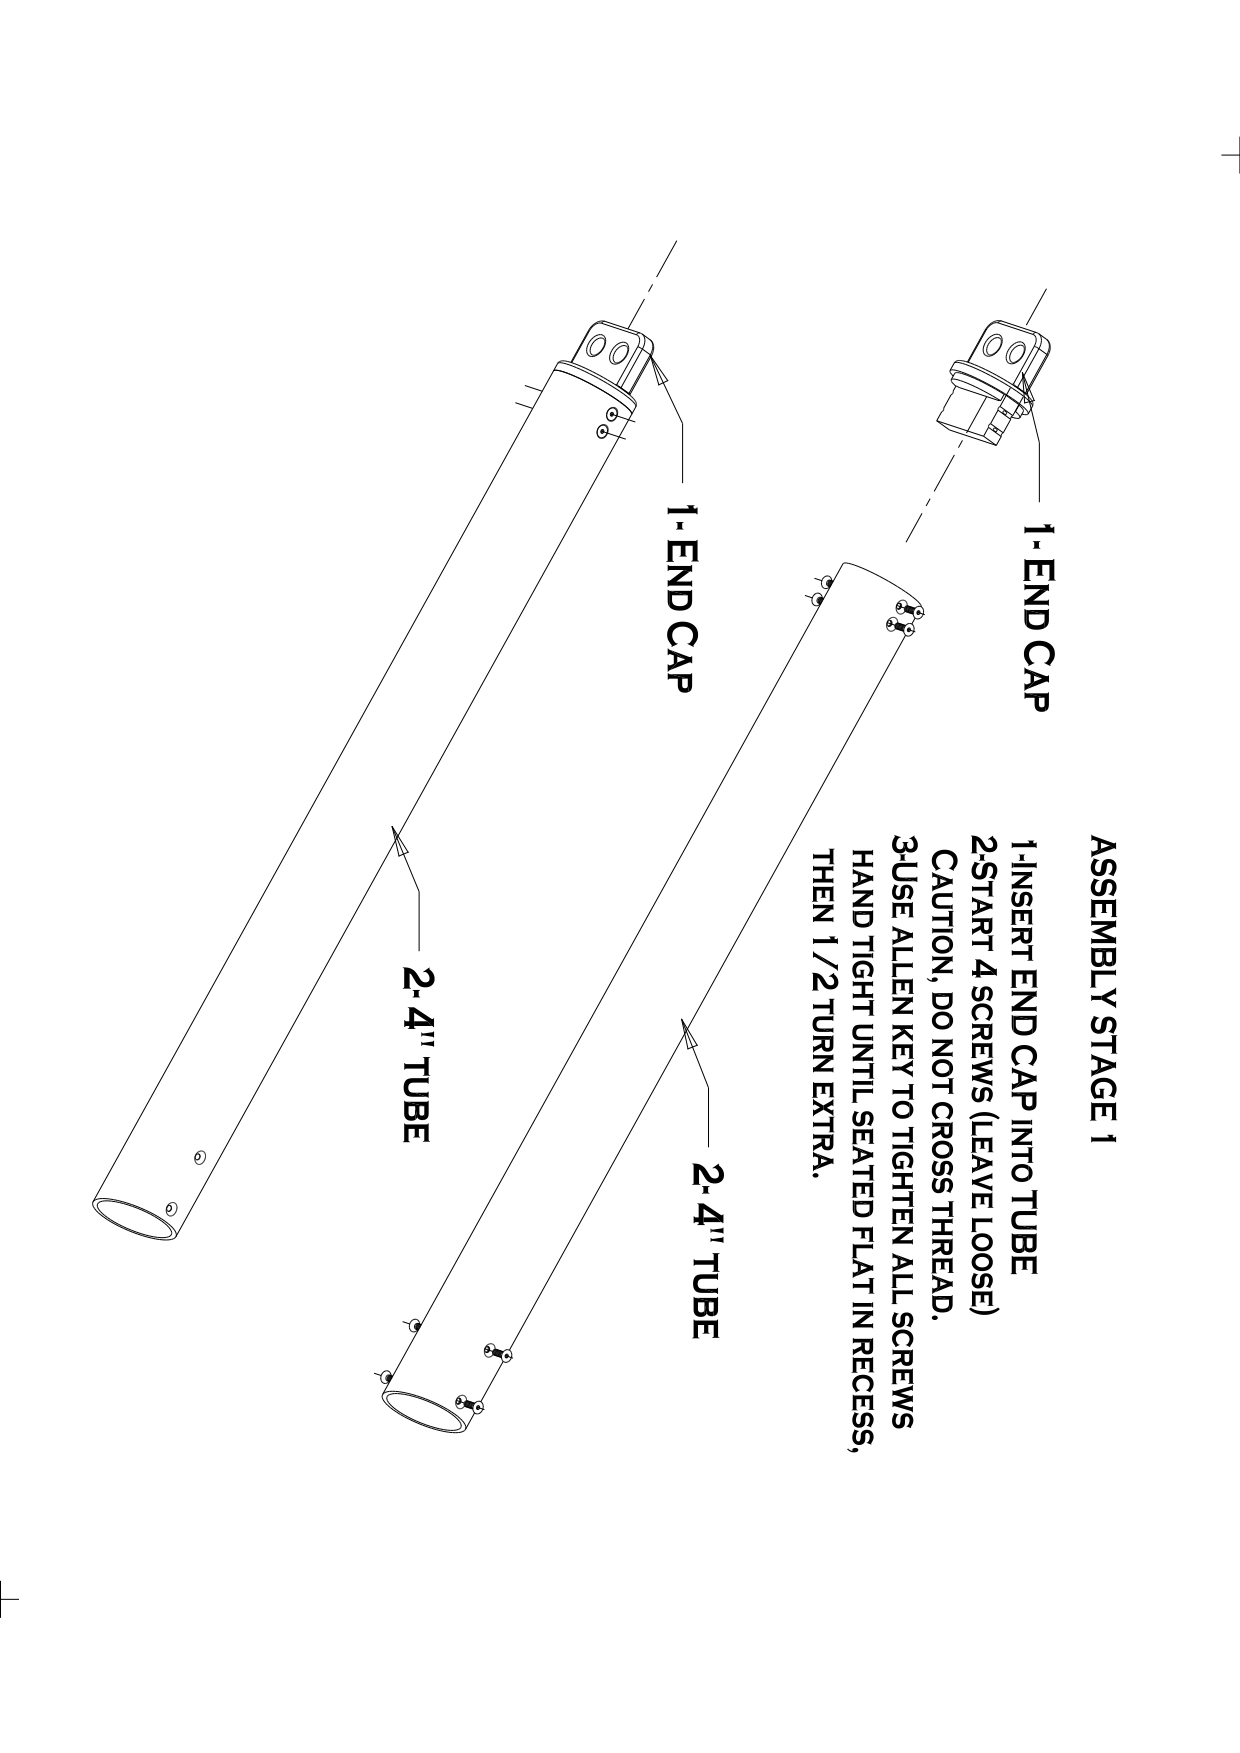 ASSEMBLY STAGE 1
1-INSERT END CAP INTO TUBE
2-START 4 SCREWS (LEAVE LOOSE)
CAUTION, DO NOT CROSS THREAD.
3-USE ALLEN KEY TO TIGHTEN ALL SCREWS
HAND TIGHT UNTIL SEATED FLAT IN RECESS,
THEN 1/2 TURN EXTRA.
1- END CAP
2- 4" TUBE
1- END CAP
2- 4" TUBE